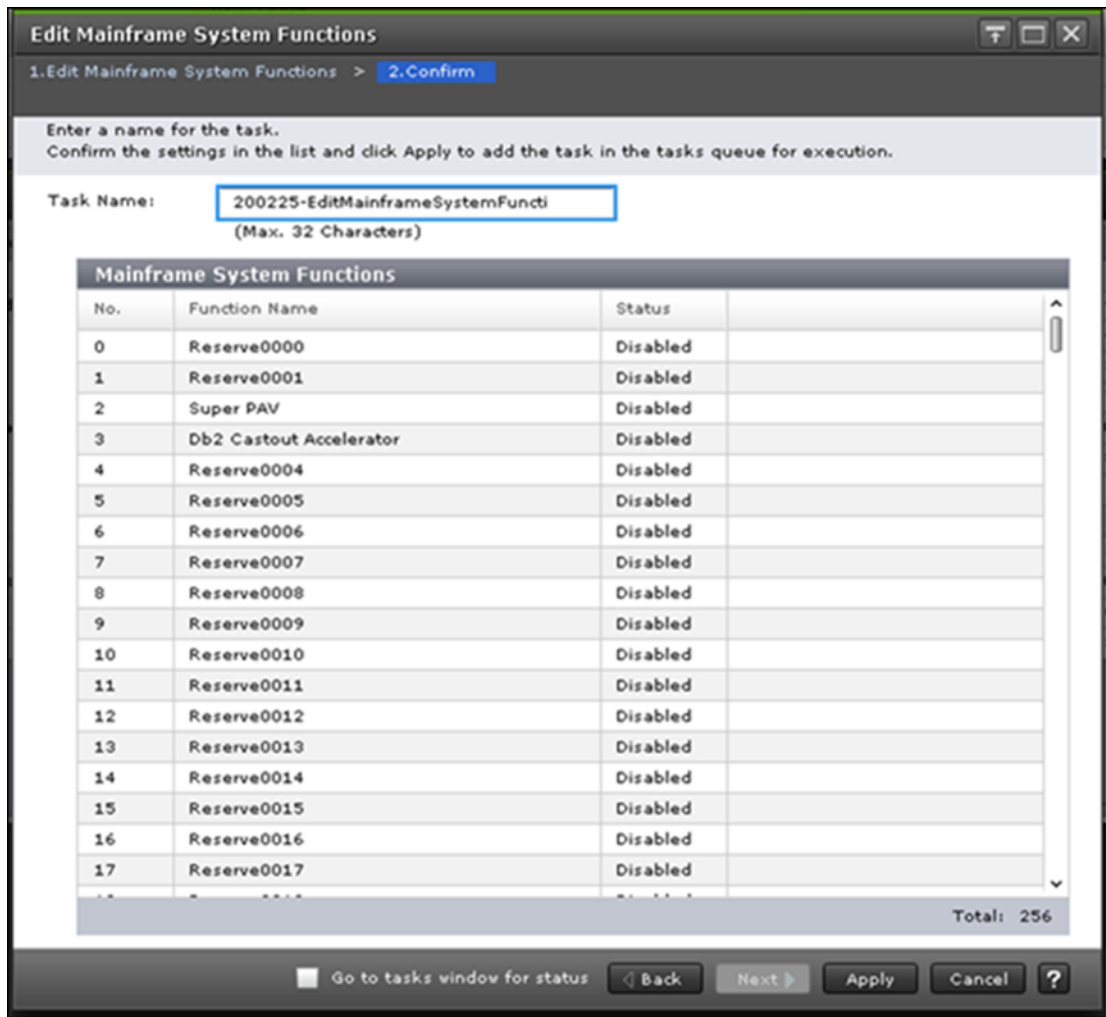 Edit Mainframe System Functions
1.Edit Mainframe System Functions > 2.Confirm
Enter a name for the task.
Confirm the settings in the list and click Apply to add the task in the tasks queue for execution.
Task Name: 200225-EditMainframeSystemFuncti
(Max. 32 Characters)
Mainframe System Functions
No. Function Name Status
0 Reserve0000 Disabled
1 Reserve0001 Disabled
2 Super PAV Disabled
3 Db2 Castout Accelerator Disabled
4 Reserve0004 Disabled
5 Reserve0005 Disabled
6 Reserve0006 Disabled
7 Reserve0007 Disabled
8 Reserve0008 Disabled
9 Reserve0009 Disabled
10 Reserve0010 Disabled
11 Reserve0011 Disabled
12 Reserve0012 Disabled
13 Reserve0013 Disabled
14 Reserve0014 Disabled
15 Reserve0015 Disabled
16 Reserve0016 Disabled
17 Reserve0017 Disabled
Total: 256
Go to tasks window for status Back Next Apply Cancel ?